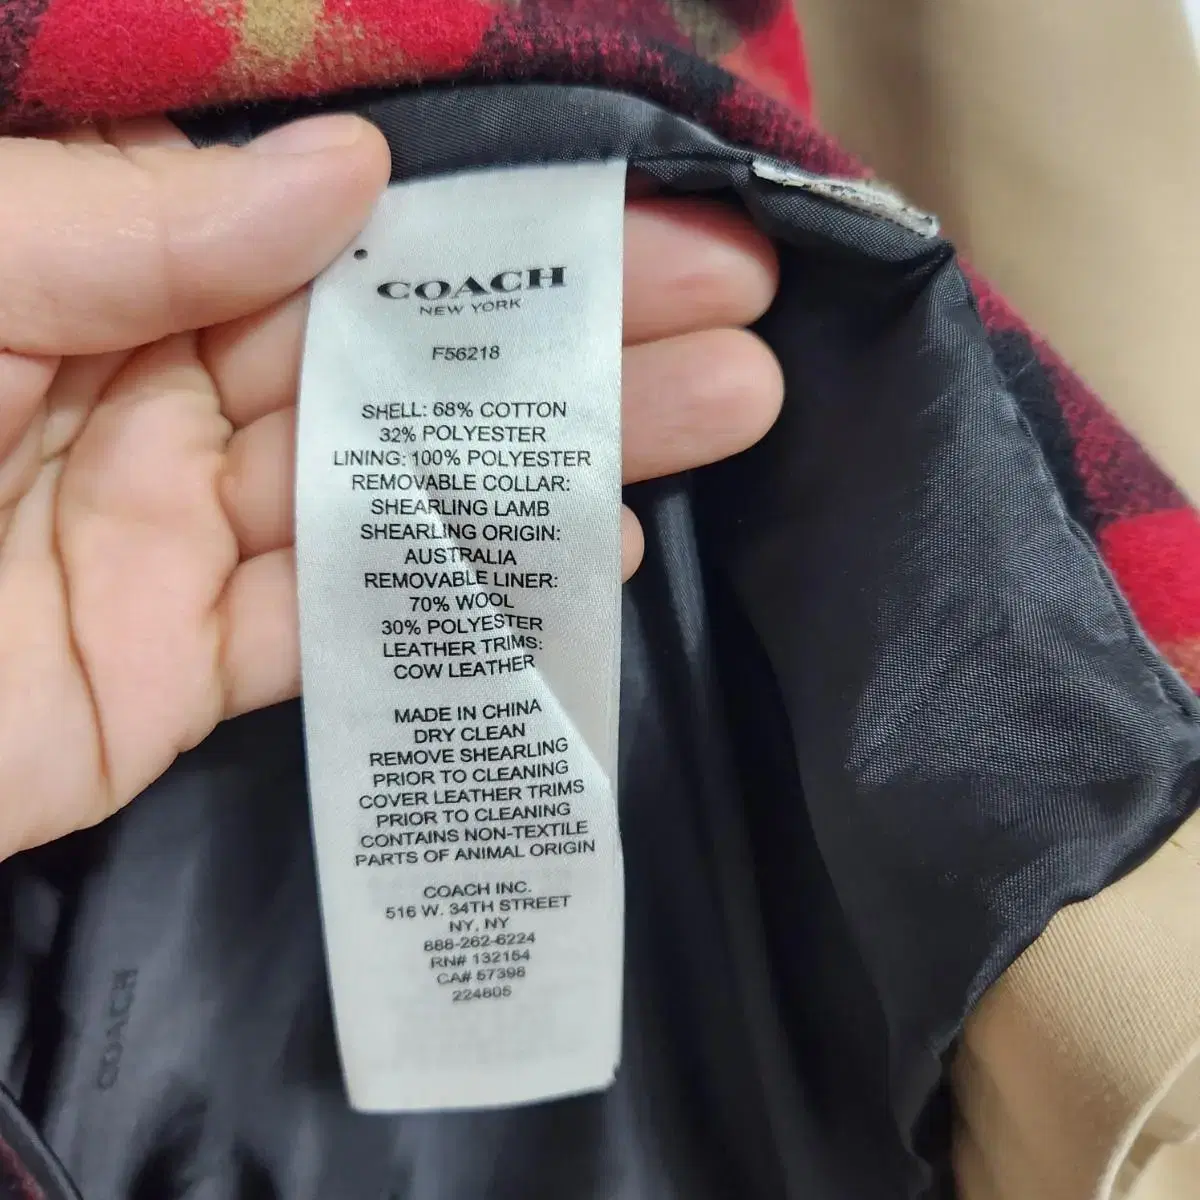 COACH
NEW YORK
F56218
SHELL: 68% COTTON
32% POLYESTER
LINING: 100% POLYESTER
REMOVABLE COLLAR:
SHEARLING LAMB
SHEARLING ORIGIN:
AUSTRALIA
REMOVABLE LINER:
70% WOOL
30% POLYESTER
LEATHER TRIMS:
COW LEATHER
MADE IN CHINA
DRY CLEAN
REMOVE SHEARLING
PRIOR TO CLEANING
COVER LEATHER TRIMS
PRIOR TO CLEANING
CONTAINS NON-TEXTILE
PARTS OF ANIMAL ORIGIN
COACH INC.
516 W. 34TH STREET
NY, NY
888-262-6224
RN# 132154
CA# 57398
224805
COACH